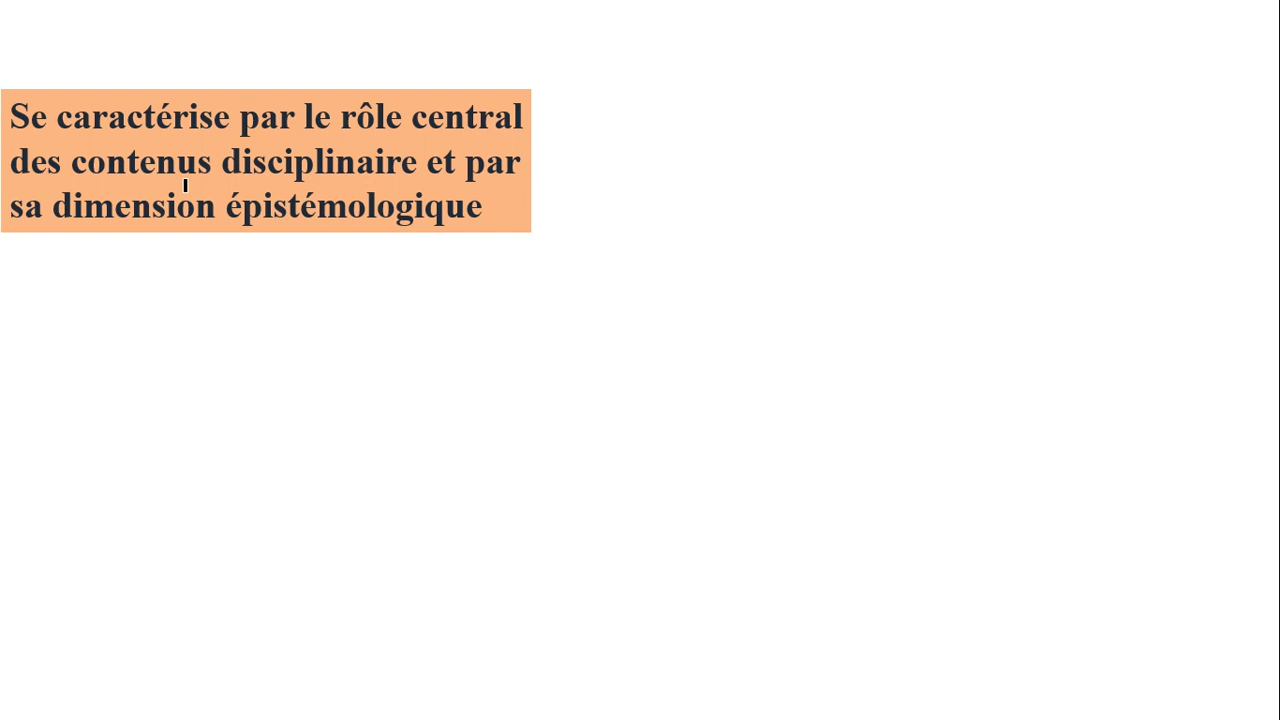 Se caractérise par le rôle central
des contenus disciplinaire et par
sa dimension épistémologique